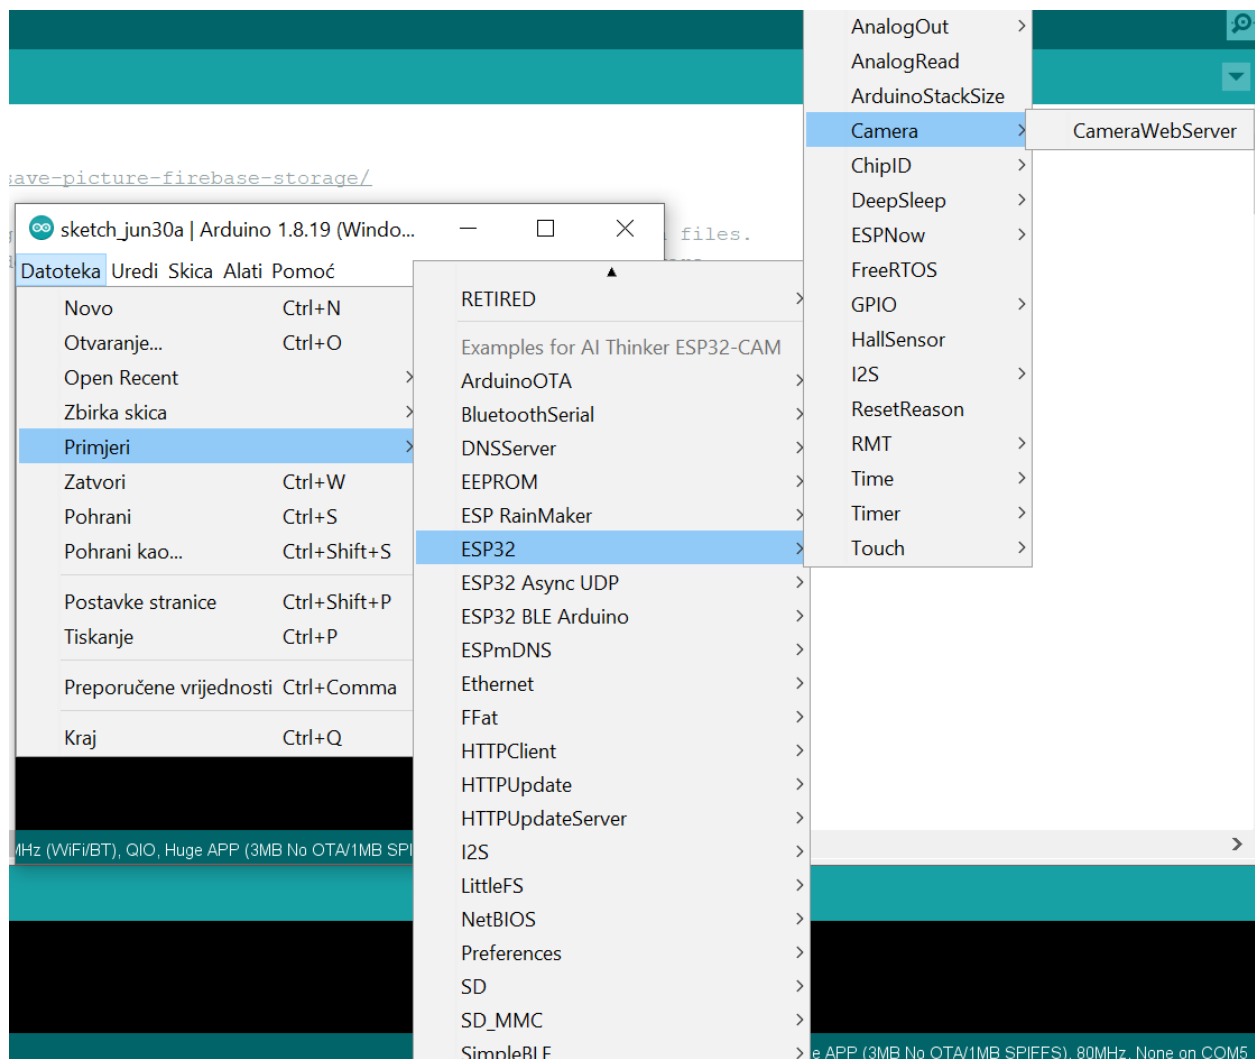 save-picture-firebase-storage/
files.
sketch_jun30a | Arduino 1.8.19 (Windo...
Datoteka Uredi Skica Alati Pomoć
Novo Ctrl+N
Otvaranje... Ctrl+O
Open Recent
Zbirka skica
Primjeri
Zatvori Ctrl+W
Pohrani Ctrl+S
Pohrani kao... Ctrl+Shift+S
Postavke stranice Ctrl+Shift+P
Tiskanje Ctrl+P
Preporučene vrijednosti Ctrl+Comma
Kraj Ctrl+Q
MHz (WiFi/BT), QIO, Huge APP (3MB No OTA/1MB SPI
RETIRED
Examples for AI Thinker ESP32-CAM
ArduinoOTA
BluetoothSerial
DNSServer
EEPROM
ESP RainMaker
ESP32
ESP32 Async UDP
ESP32 BLE Arduino
ESPmDNS
Ethernet
FFat
HTTPClient
HTTPUpdate
HTTPUpdateServer
I2S
LittleFS
NetBIOS
Preferences
SD
SD_MMC
SimpleBLE
AnalogOut
AnalogRead
ArduinoStackSize
Camera
ChipID
DeepSleep
ESPNow
FreeRTOS
GPIO
HallSensor
I2S
ResetReason
RMT
Time
Timer
Touch
CameraWebServer
e APP (3MB No OTA/1MB SPIFFS), 80MHz, None on COM5